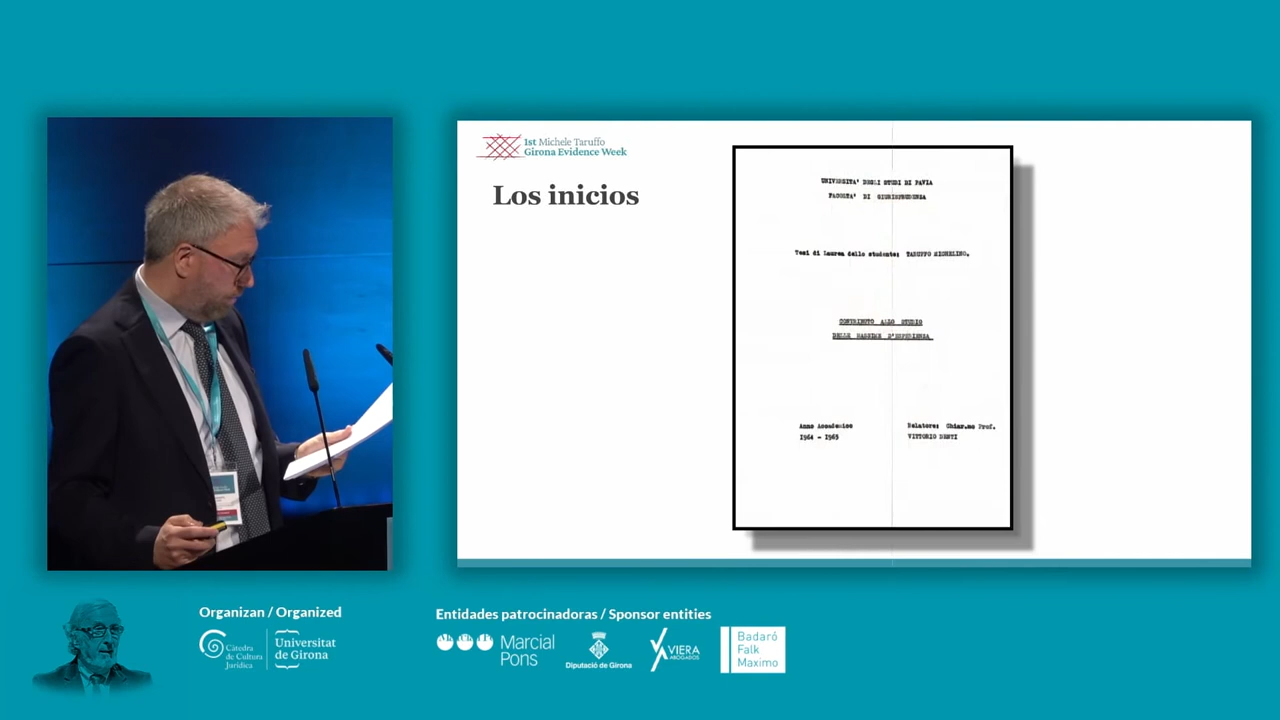 1st Michele Taruffo
Girona Evidence Week
Los inicios
UNIVERSITA' DEGLI STUDI DI PAVIA
FACOLTA' DI GIURISPRUDENZA
Tesi di Laurea dello studente: TARUFFO MICHELINO.
CONTRIBUTO ALLO STUDIO
DELLE MASSIME D'ESPERIENZA
Anno Accademico
1964 - 1965
Relatore: Chiar.mo Prof.
VITTORIO DENTI
Organizan / Organized
Càtedra
de Cultura
Jurídica
Universitat
de Girona
Entidades patrocinadoras / Sponsor entities
Marcial
Pons
Diputació de Girona
VIERA
ABOGADOS
Badaró
Falk
Maximo